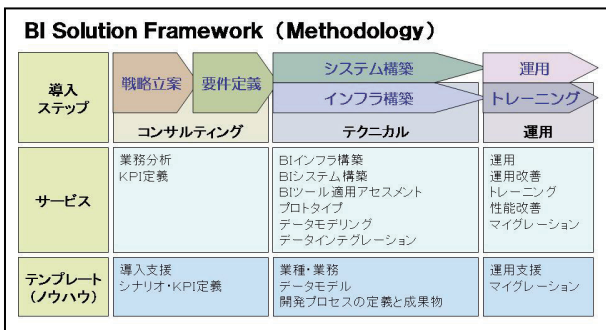 BI Solution Framework（Methodology）
導入
ステップ
戦略立案
要件定義
システム構築
インフラ構築
運用
トレーニング
コンサルティング
テクニカル
運用
サービス
業務分析
KPI定義
BIインフラ構築
BIシステム構築
BIツール適用アセスメント
プロトタイプ
データモデリング
データインテグレーション
運用
運用改善
トレーニング
性能改善
マイグレーション
テンプレート
(ノウハウ)
導入支援
シナリオ・KPI定義
業種・業務
データモデル
開発プロセスの定義と成果物
運用支援
マイグレーション